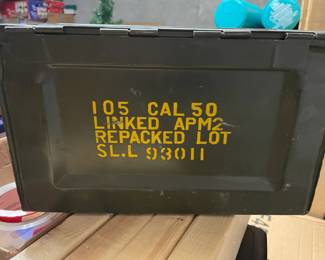 105 CAL 50
LINKED APM2
REPACKED LOT
SL.L 93011